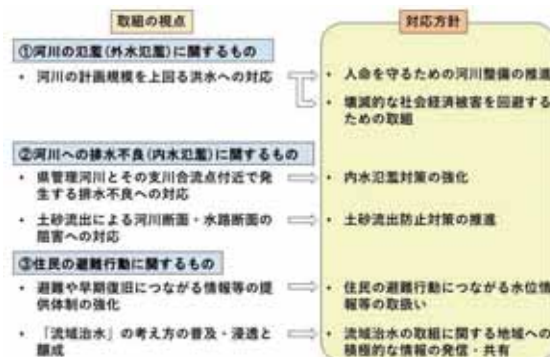 取組の視点
対応方針
①河川の氾濫(外水氾濫)に関するもの
・ 河川の計画規模を上回る洪水への対応
・ 人命を守るための河川整備の推進
・ 壊滅的な社会経済被害を回避する
ための取組
②河川への排水不良(内水氾濫)に関するもの
・ 県管理河川とその支川合流点付近で発
生する排水不良への対応
・ 内水氾濫対策の強化
・ 土砂流出による河川断面・水路断面の
阻害への対応
・ 土砂流出防止対策の推進
③住民の避難行動に関するもの
・ 避難や早期復旧につながる情報等の提
供体制の強化
・ 住民の避難行動につながる水位情
報等の取扱い
・ 「流域治水」の考え方の普及・浸透と
醸成
・ 流域治水の取組に関する地域への
積極的な情報の発信・共有